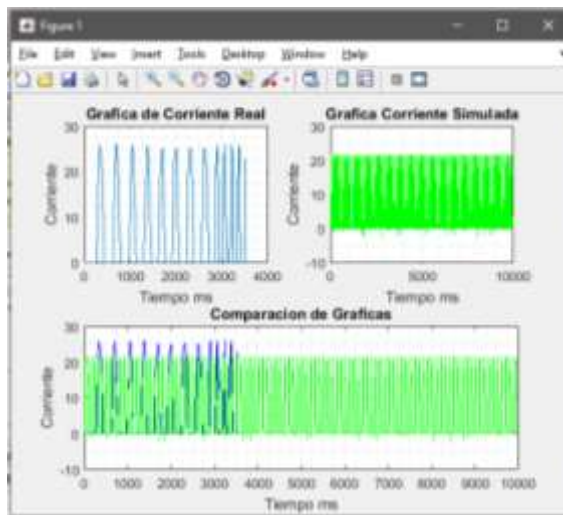 Figure 1
File Edit View Insert Tools Desktop Window Help
Grafica de Corriente Real
30
20
10
0
Corriente
0 1000 2000 3000 4000
Tiempo ms
Grafica Corriente Simulada
30
20
10
0
-10
Corriente
0 5000 10000
Tiempo ms
Comparacion de Graficas
30
20
10
0
-10
Corriente
0 1000 2000 3000 4000 5000 6000 7000 8000 9000 10000
Tiempo ms